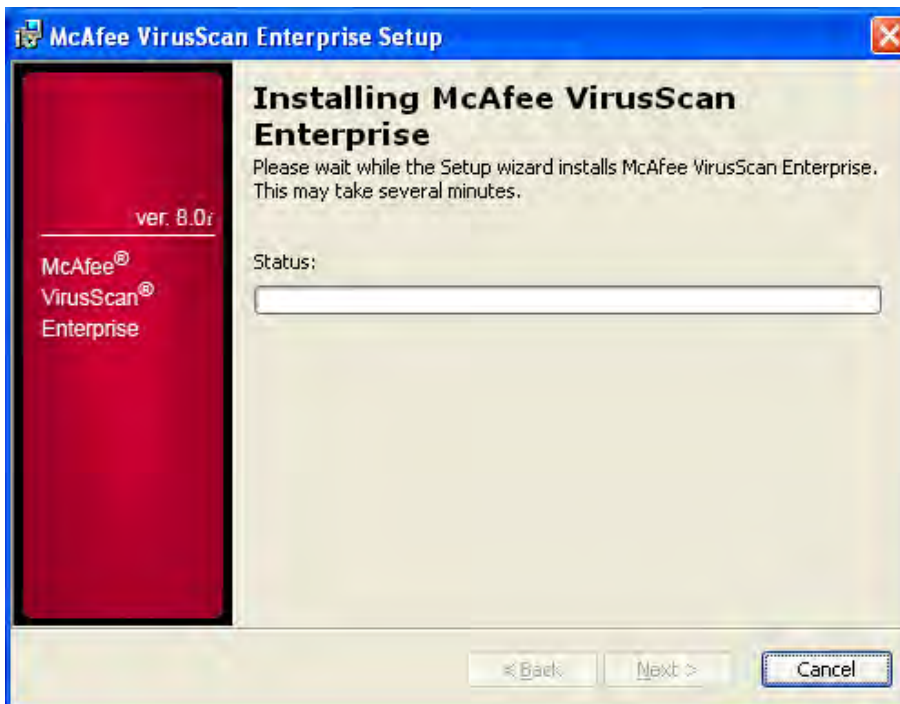 McAfee VirusScan Enterprise Setup
ver. 8.0i
McAfee®
VirusScan®
Enterprise
Installing McAfee VirusScan
Enterprise
Please wait while the Setup wizard installs McAfee VirusScan Enterprise.
This may take several minutes.
Status:
< Back
Next >
Cancel